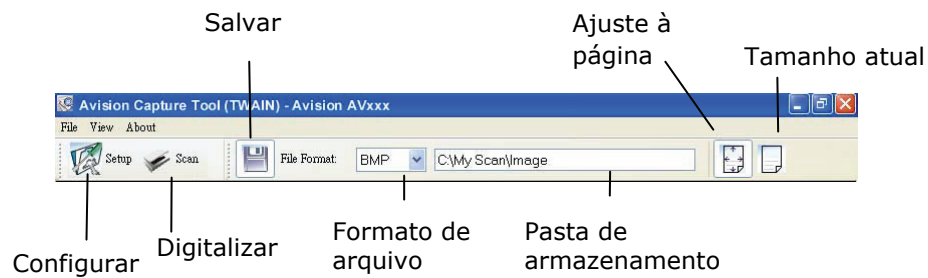 Salvar
Ajuste à
página
Tamanho atual
Avision Capture Tool (TWAIN) - Avision AVxxx
File View About
Setup Scan File Format: BMP C:\My Scan\Image
Configurar
Digitalizar
Formato de
arquivo
Pasta de
armazenamento